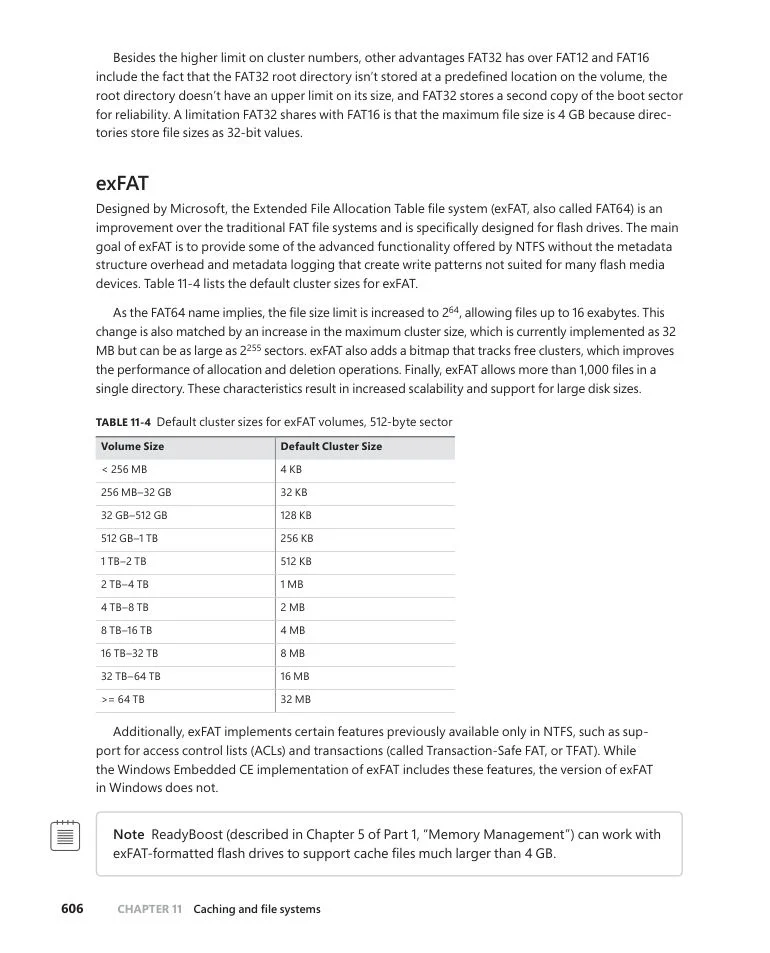 Besides the higher limit on cluster numbers, other advantages FAT32 has over FAT12 and FAT16
include the fact that the FAT32 root directory isn’t stored at a predefined location on the volume, the
root directory doesn’t have an upper limit on its size, and FAT32 stores a second copy of the boot sector
for reliability. A limitation FAT32 shares with FAT16 is that the maximum file size is 4 GB because direc-
tories store file sizes as 32-bit values.
exFAT
Designed by Microsoft, the Extended File Allocation Table file system (exFAT, also called FAT64) is an
improvement over the traditional FAT file systems and is specifically designed for flash drives. The main
goal of exFAT is to provide some of the advanced functionality offered by NTFS without the metadata
structure overhead and metadata logging that create write patterns not suited for many flash media
devices. Table 11-4 lists the default cluster sizes for exFAT.
As the FAT64 name implies, the file size limit is increased to 2⁶⁴, allowing files up to 16 exabytes. This
change is also matched by an increase in the maximum cluster size, which is currently implemented as 32
MB but can be as large as 2²⁵⁵ sectors. exFAT also adds a bitmap that tracks free clusters, which improves
the performance of allocation and deletion operations. Finally, exFAT allows more than 1,000 files in a
single directory. These characteristics result in increased scalability and support for large disk sizes.
TABLE 11-4 Default cluster sizes for exFAT volumes, 512-byte sector
Volume Size Default Cluster Size
< 256 MB 4 KB
256 MB–32 GB 32 KB
32 GB–512 GB 128 KB
512 GB–1 TB 256 KB
1 TB–2 TB 512 KB
2 TB–4 TB 1 MB
4 TB–8 TB 2 MB
8 TB–16 TB 4 MB
16 TB–32 TB 8 MB
32 TB–64 TB 16 MB
>= 64 TB 32 MB
Additionally, exFAT implements certain features previously available only in NTFS, such as sup-
port for access control lists (ACLs) and transactions (called Transaction-Safe FAT, or TFAT). While
the Windows Embedded CE implementation of exFAT includes these features, the version of exFAT
in Windows does not.
Note ReadyBoost (described in Chapter 5 of Part 1, “Memory Management”) can work with
exFAT-formatted flash drives to support cache files much larger than 4 GB.
606 CHAPTER 11 Caching and file systems